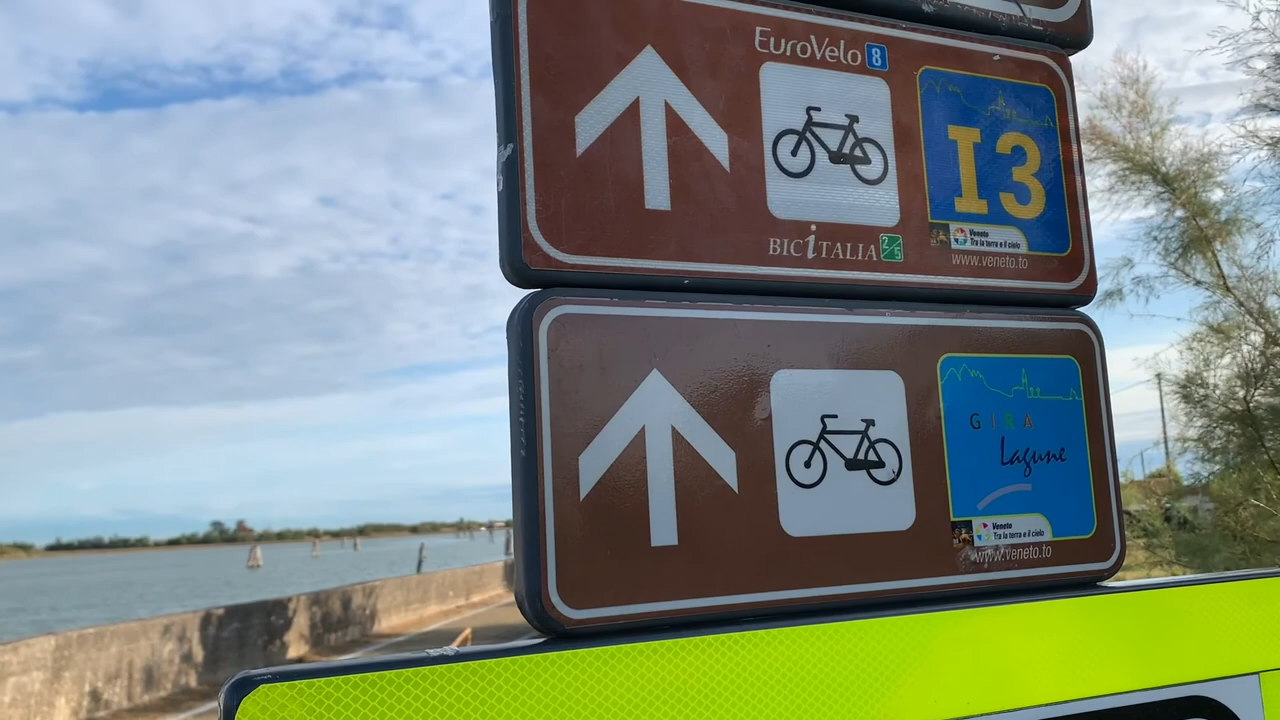 EuroVelo 8
I3
Veneto
Tra la terra e il cielo
BICITALIA 2/5
www.veneto.to
GIRA
Lagune
Veneto
Tra la terra e il cielo
www.veneto.to